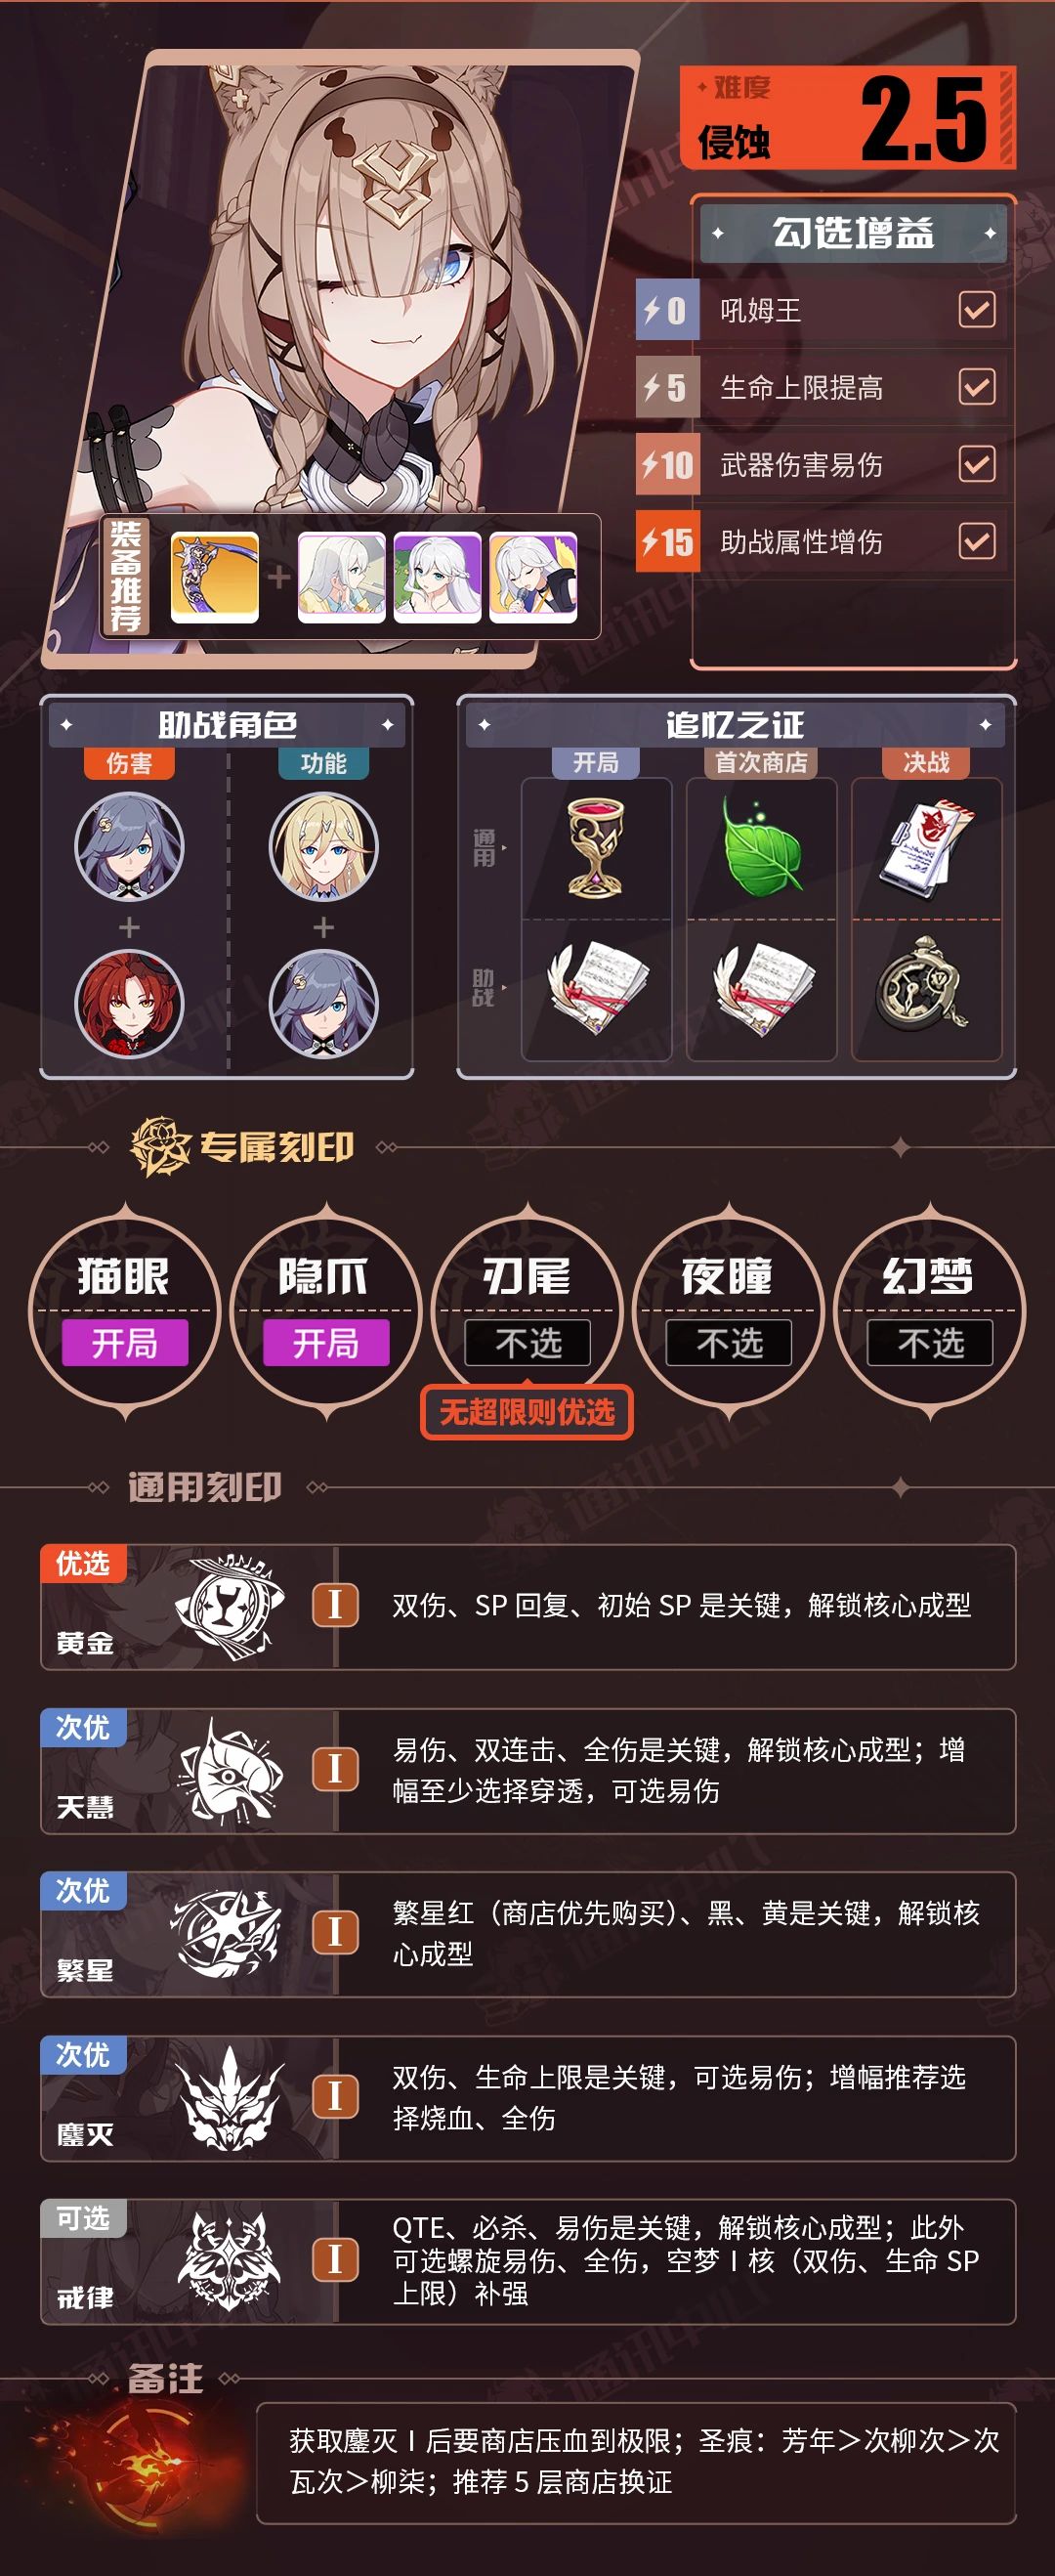 难度
侵蚀
2.5
勾选增益
0 吼姆王
5 生命上限提高
10 武器伤害易伤
15 助战属性增伤
装备推荐
+
助战角色
伤害
功能
+
+
追忆之证
开局
首次商店
决战
通用
助战
专属刻印
猫眼
开局
隐爪
开局
刃尾
不选
夜瞳
不选
幻梦
不选
无超限则优选
通用刻印
优选
黄金
I
双伤、SP 回复、初始 SP 是关键，解锁核心成型
次优
天慧
I
易伤、双连击、全伤是关键，解锁核心成型；增
幅至少选择穿透，可选易伤
次优
繁星
I
繁星红（商店优先购买）、黑、黄是关键，解锁核
心成型
次优
鏖灭
I
双伤、生命上限是关键，可选易伤；增幅推荐选
择烧血、全伤
可选
戒律
I
QTE、必杀、易伤是关键，解锁核心成型；此外
可选螺旋易伤、全伤，空梦 I 核（双伤、生命 SP
上限）补强
备注
获取鏖灭 I 后要商店压血到极限；圣痕：芳年＞次柳次＞次
瓦次＞柳柒；推荐 5 层商店换证
通讯中心